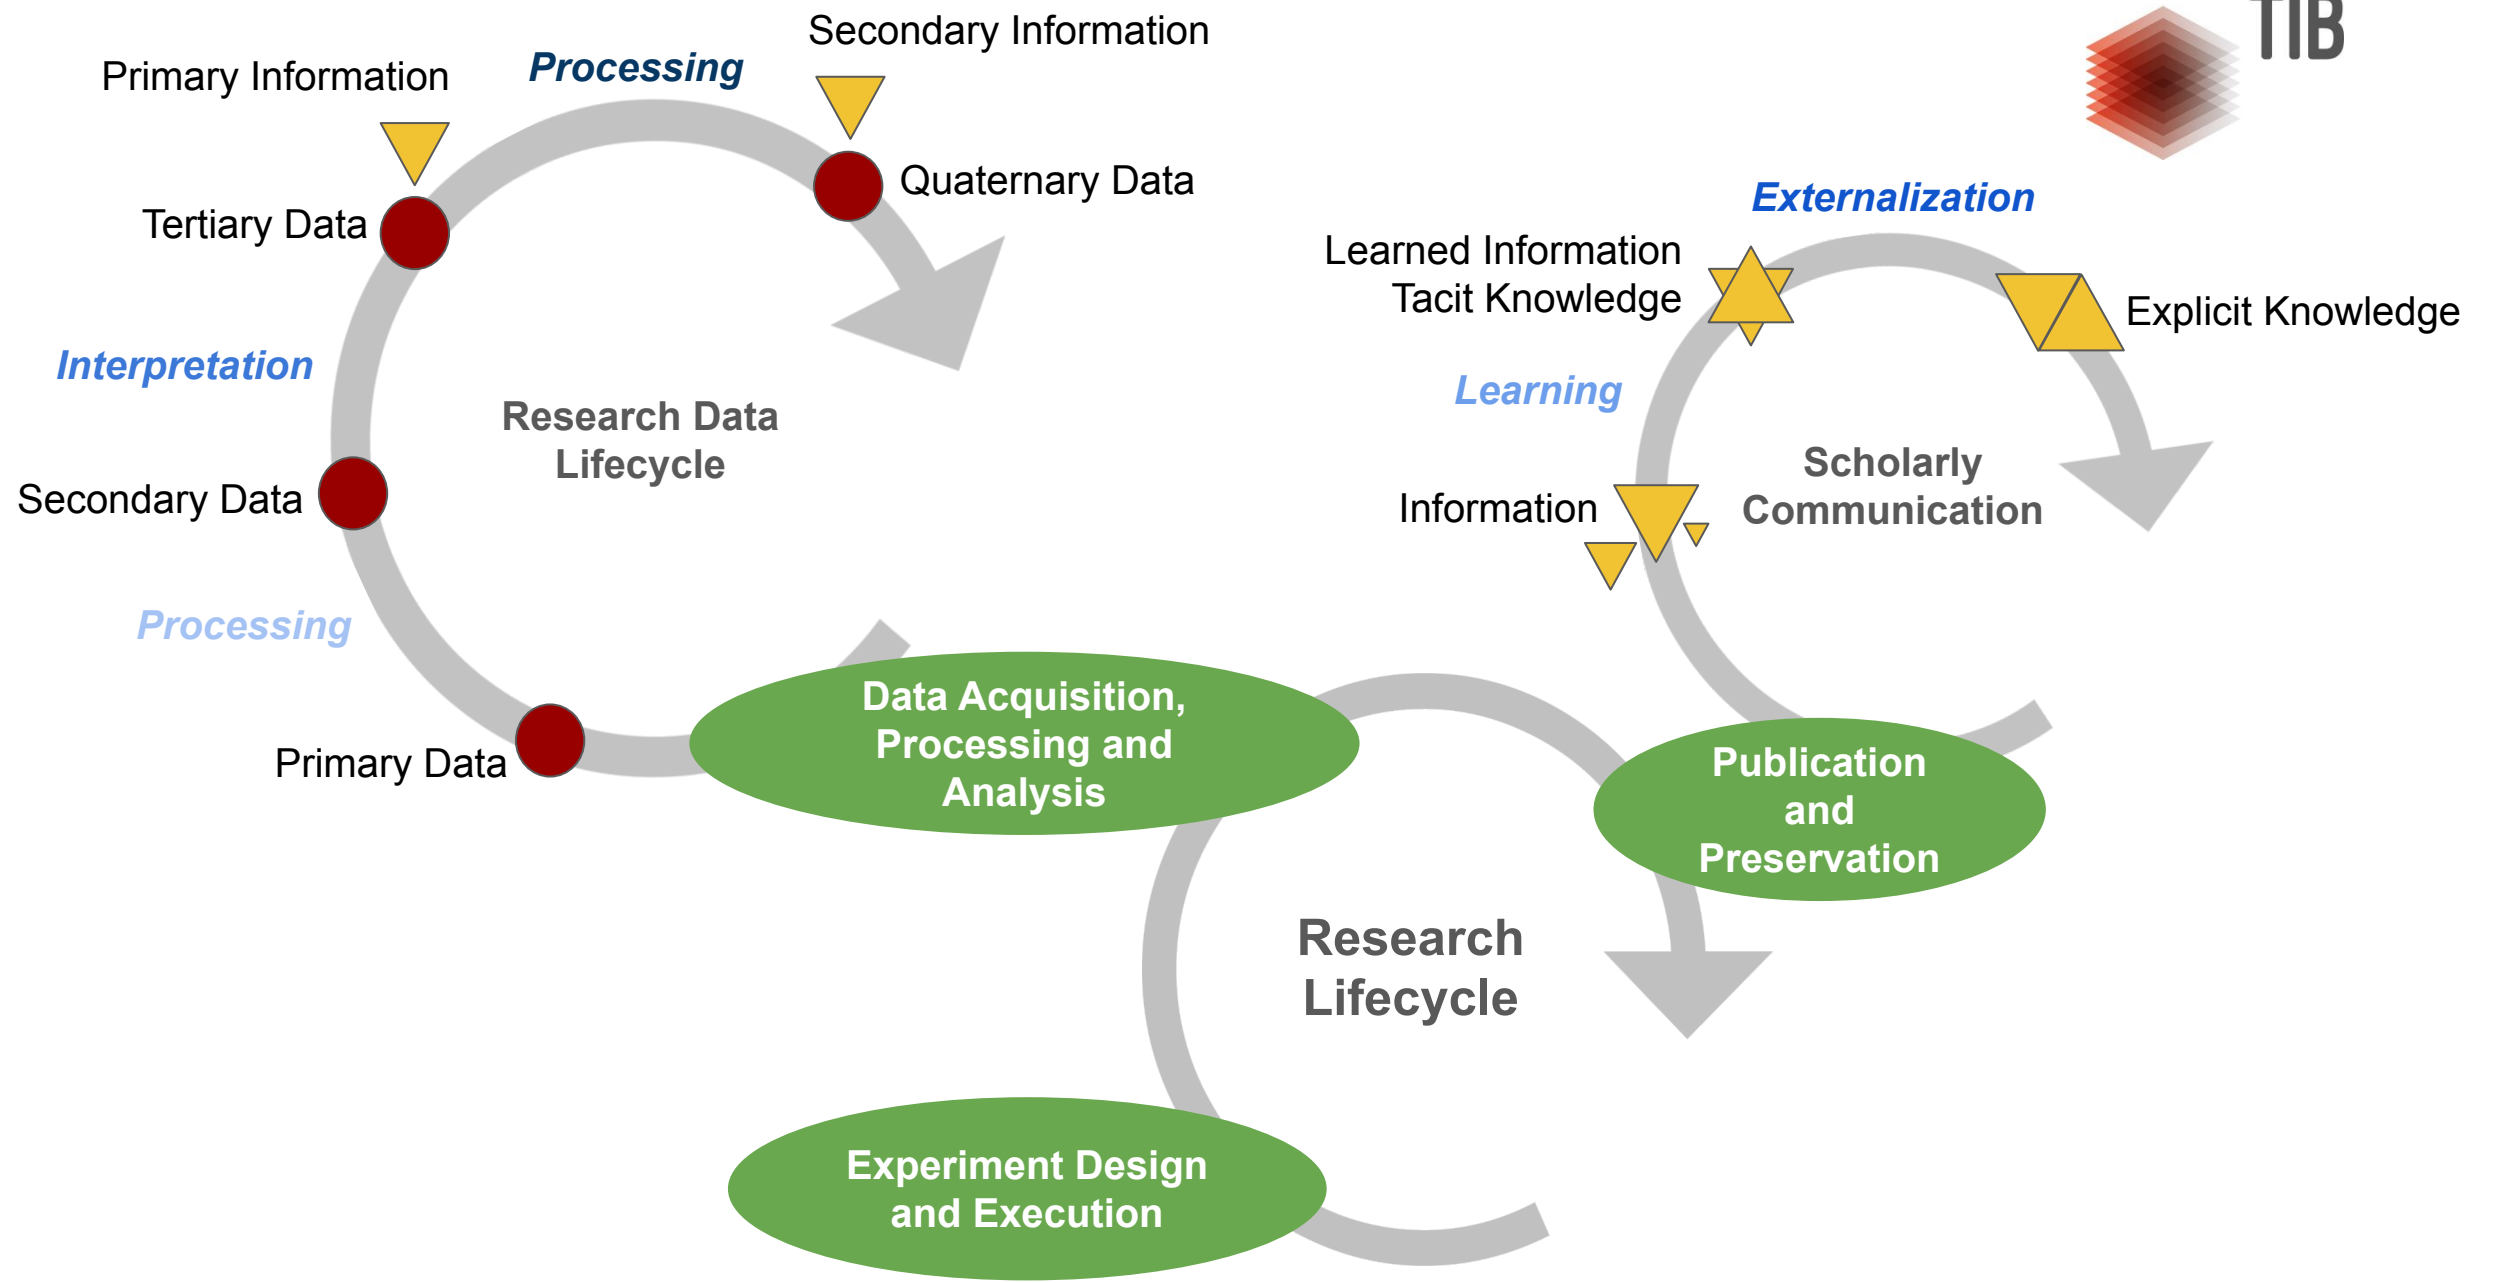 Secondary Information
TIB
Processing
Primary Information
Quaternary Data
Tertiary Data
Externalization
Learned Information
Tacit Knowledge
Explicit Knowledge
Interpretation
Learning
Research Data
Lifecycle
Scholarly
Communication
Secondary Data
Information
Processing
Primary Data
Data Acquisition,
Processing and
Analysis
Publication
and
Preservation
Research
Lifecycle
Experiment Design
and Execution